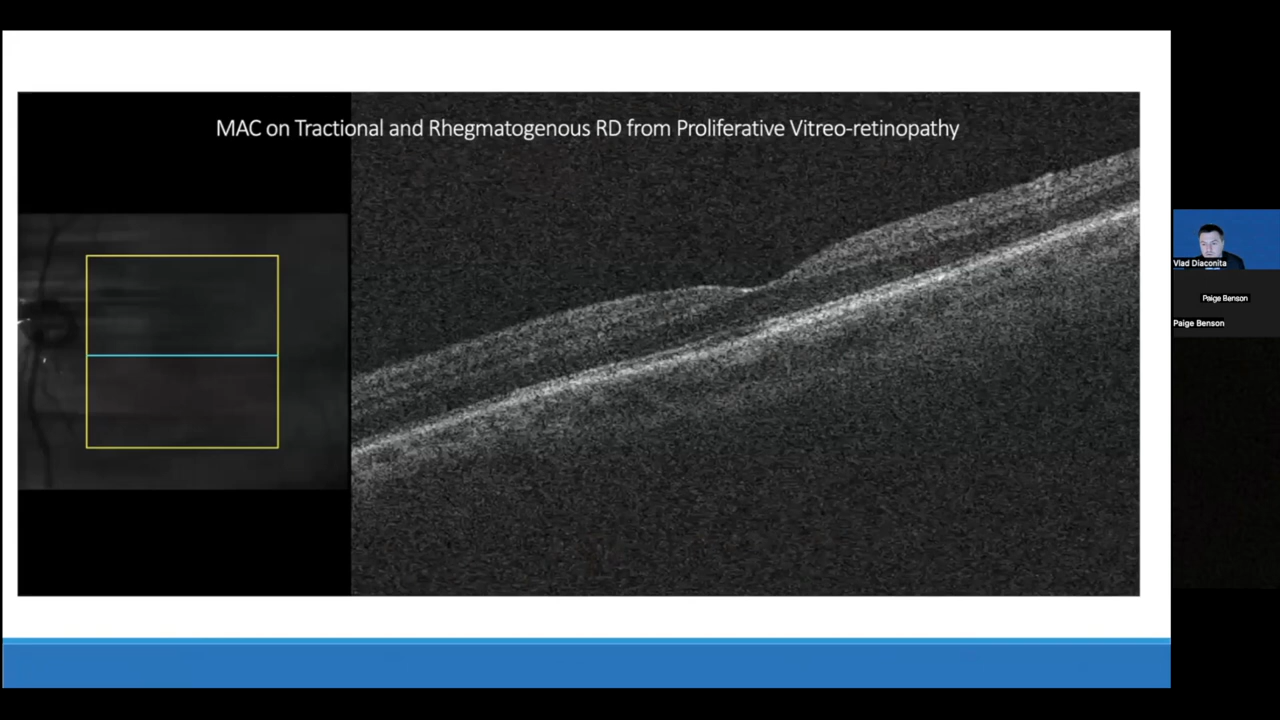 MAC on Tractional and Rhegmatogenous RD from Proliferative Vitreo-retinopathy
Vlad Diaconita
Paige Benson
Paige Benson